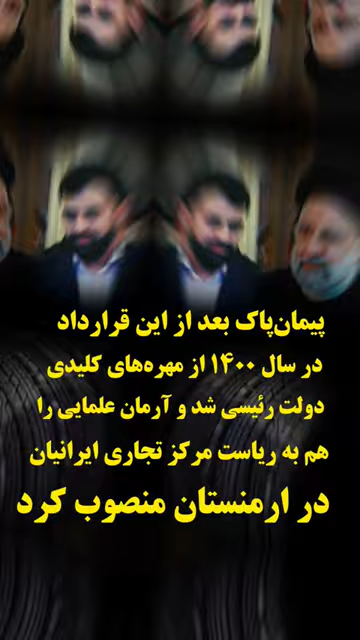 پیمان‌پاک بعد از این قرارداد
در سال ۱۴۰۰ از مهره‌های کلیدی
دولت رئیسی شد و آرمان علمایی را
هم به ریاست مرکز تجاری ایرانیان
در ارمنستان منصوب کرد